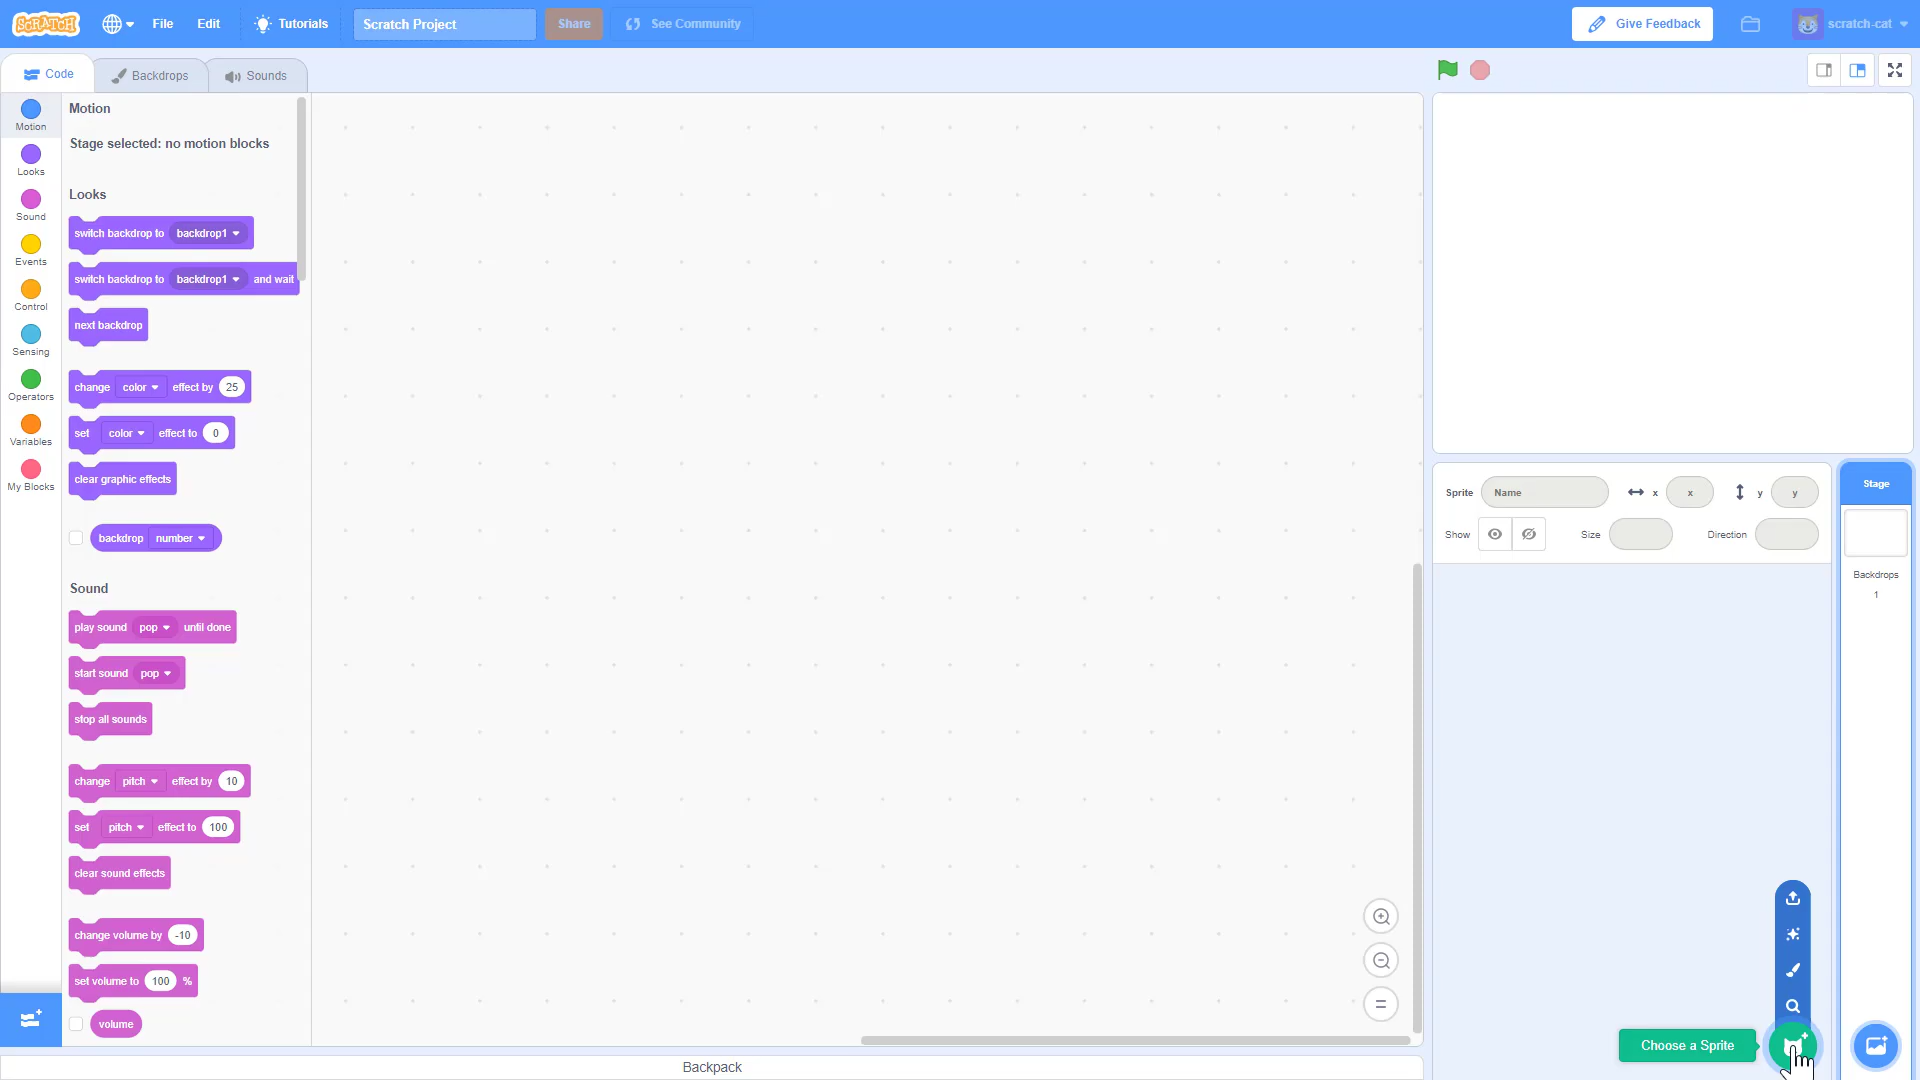 SCRATCH
File
Edit
Tutorials
Scratch Project
Share
See Community
Give Feedback
scratch-cat
Code
Backdrops
Sounds
Motion
Looks
Sound
Events
Control
Sensing
Operators
Variables
My Blocks
Motion
Stage selected: no motion blocks
Looks
switch backdrop to backdrop1
switch backdrop to backdrop1 and wait
next backdrop
change color effect by 25
set color effect to 0
clear graphic effects
backdrop number
Sound
play sound pop until done
start sound pop
stop all sounds
change pitch effect by 10
set pitch effect to 100
clear sound effects
change volume by -10
set volume to 100 %
volume
Backpack
Sprite Name x x y y
Show Size Direction
Choose a Sprite
Stage
Backdrops
1